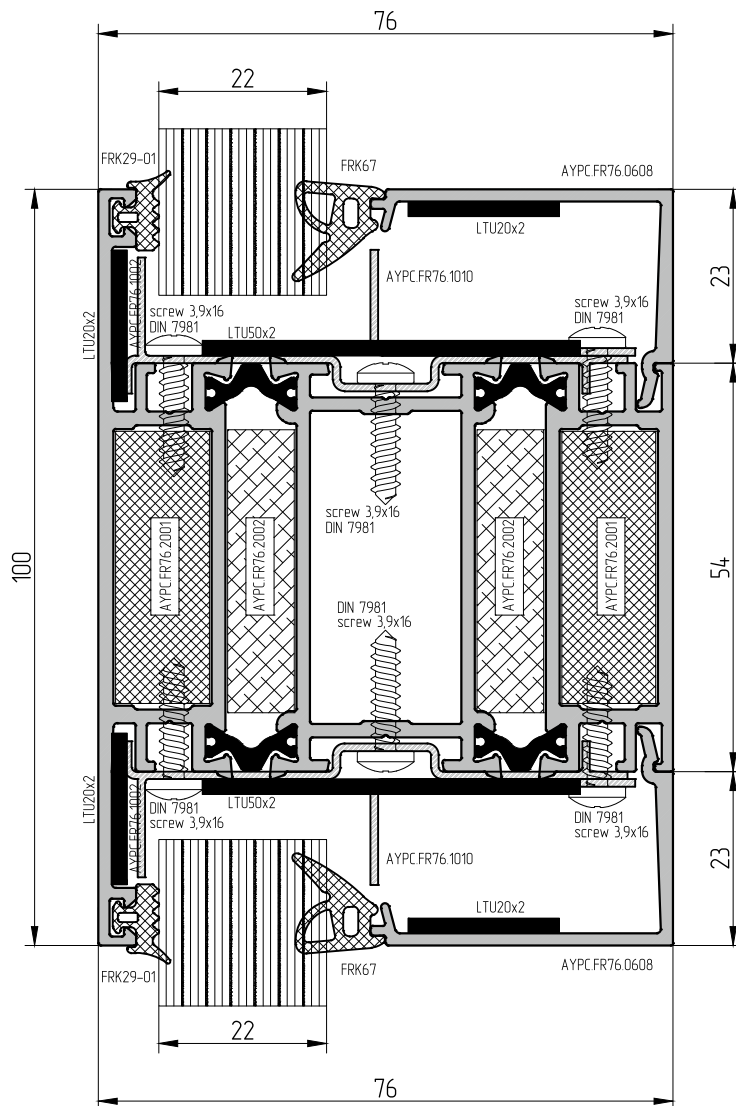 76
22
FRK29-01
FRK67
AYPC.FR76.0608
LTU20x2
23
AYPC.FR76.1002
AYPC.FR76.1010
LTU20x2
screw 3,9x16
DIN 7981
LTU50x2
screw 3,9x16
DIN 7981
screw 3,9x16
DIN 7981
AYPC.FR76.2001
AYPC.FR76.2002
AYPC.FR76.2002
AYPC.FR76.2001
100
54
DIN 7981
screw 3,9x16
LTU20x2
AYPC.FR76.1002
DIN 7981
screw 3,9x16
LTU50x2
DIN 7981
screw 3,9x16
AYPC.FR76.1010
23
LTU20x2
FRK29-01
FRK67
AYPC.FR76.0608
22
76